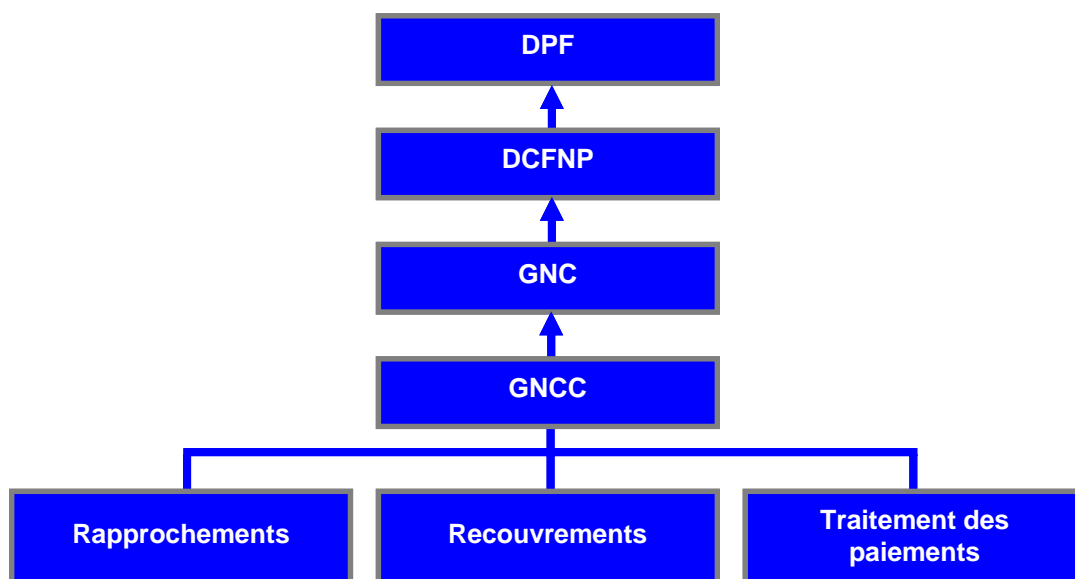 DPF
DCFNP
GNC
GNCC
Rapprochements
Recouvrements
Traitement des
paiements